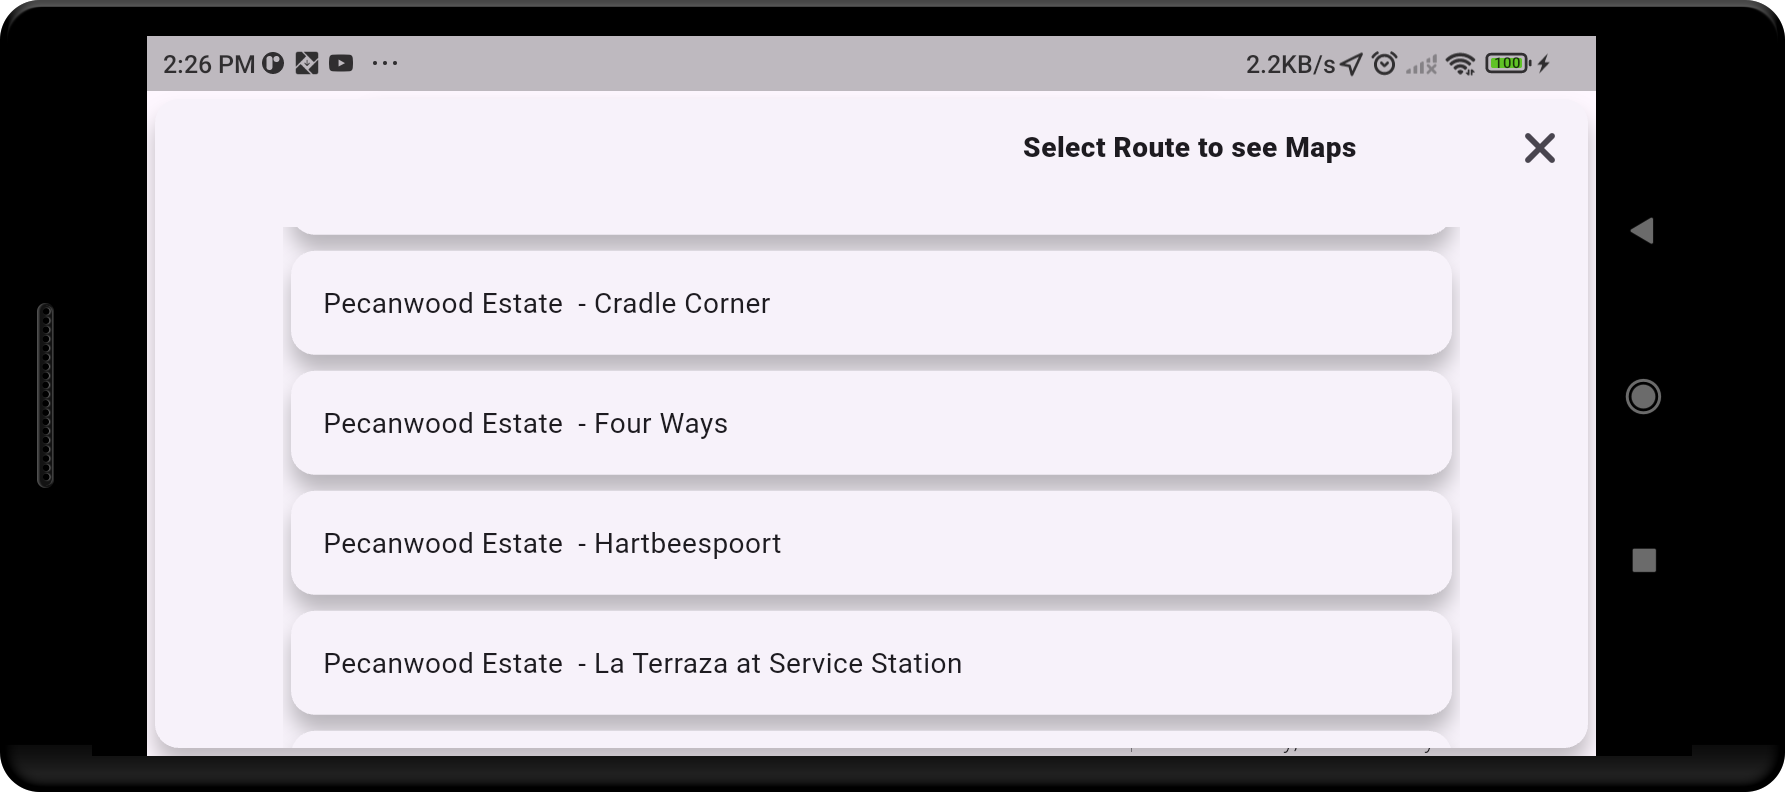 2:26 PM ... 2.2KB/s 100
Select Route to see Maps
Pecanwood Estate - Cradle Corner
Pecanwood Estate - Four Ways
Pecanwood Estate - Hartbeespoort
Pecanwood Estate - La Terraza at Service Station